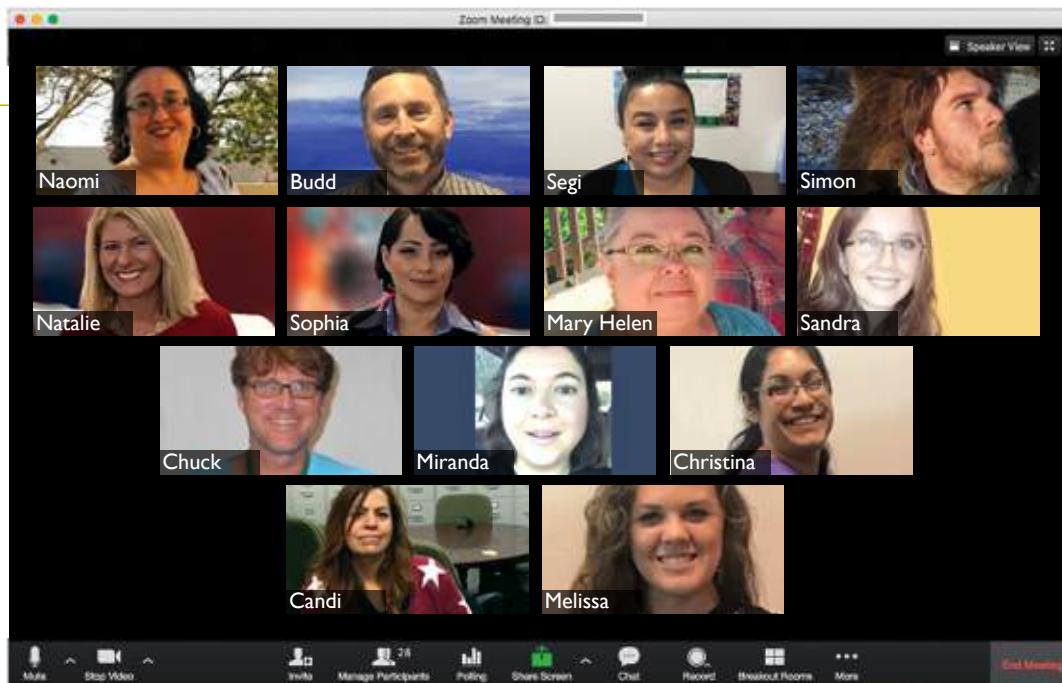 Zoom Meeting ID:
Speaker View
Naomi
Budd
Segi
Simon
Natalie
Sophia
Mary Helen
Sandra
Chuck
Miranda
Christina
Candi
Melissa
28
Mute
Stop Video
Invite
Manage Participants
Polling
Share Screen
Chat
Record
Breakout Rooms
More
End Meeting